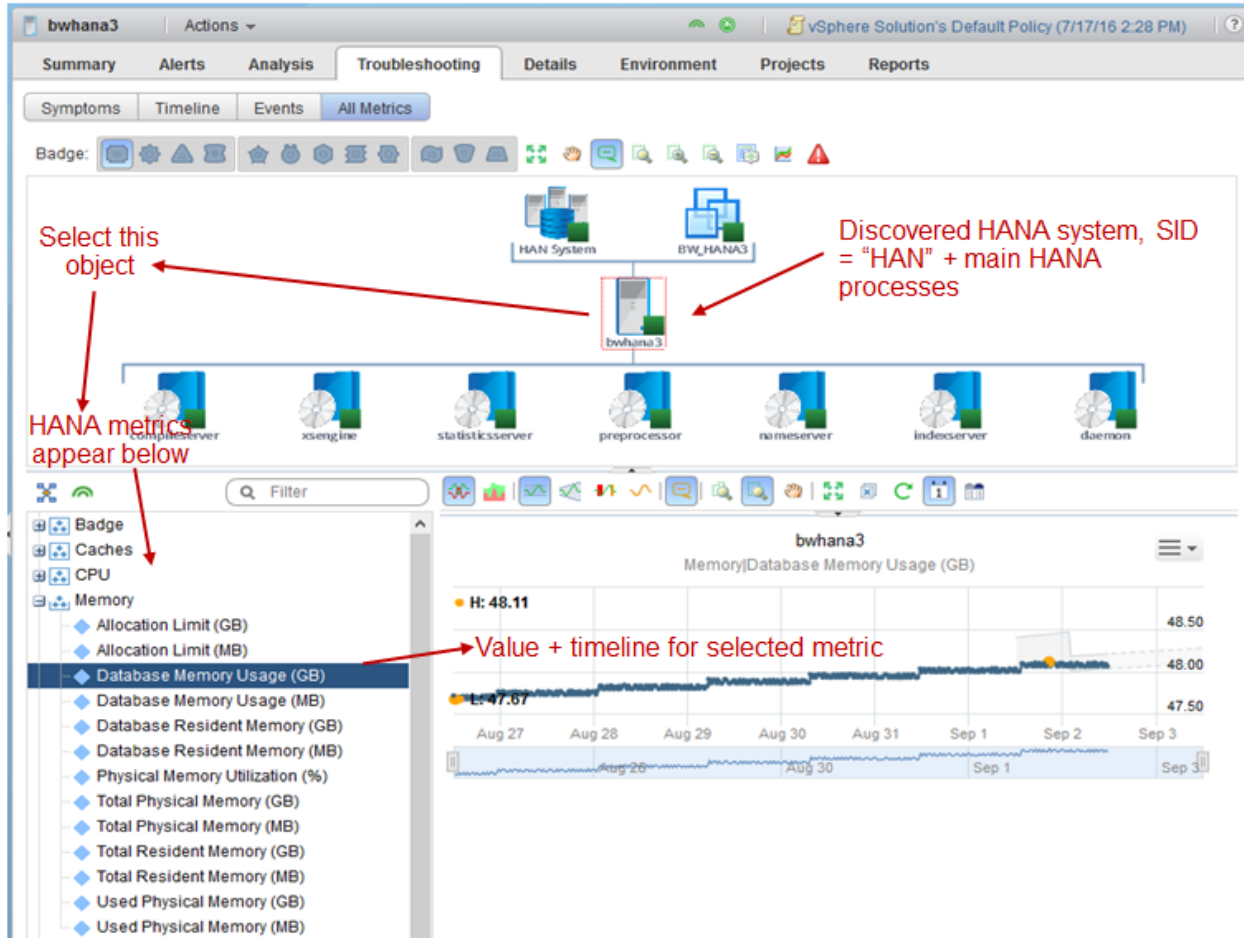 bwhana3
Actions
vSphere Solution's Default Policy (7/17/16 2:28 PM)
?
Summary
Alerts
Analysis
Troubleshooting
Details
Environment
Projects
Reports
Symptoms
Timeline
Events
All Metrics
Badge:
Select this
object
HAN System
BW_HANA3
Discovered HANA system, SID
= “HAN” + main HANA
processes
bwhana3
HANA metrics
appear below
compileserver
xsengine
statisticsserver
preprocessor
nameserver
indexserver
daemon
Filter
1
Badge
Caches
CPU
Memory
Allocation Limit (GB)
Allocation Limit (MB)
Database Memory Usage (GB)
Database Memory Usage (MB)
Database Resident Memory (GB)
Database Resident Memory (MB)
Physical Memory Utilization (%)
Total Physical Memory (GB)
Total Physical Memory (MB)
Total Resident Memory (GB)
Total Resident Memory (MB)
Used Physical Memory (GB)
Used Physical Memory (MB)
bwhana3
Memory|Database Memory Usage (GB)
H: 48.11
48.50
Value + timeline for selected metric
48.00
L: 47.67
47.50
Aug 27 Aug 28 Aug 29 Aug 30 Aug 31 Sep 1 Sep 2 Sep 3
Aug 28 Aug 30 Sep 1 Sep 3